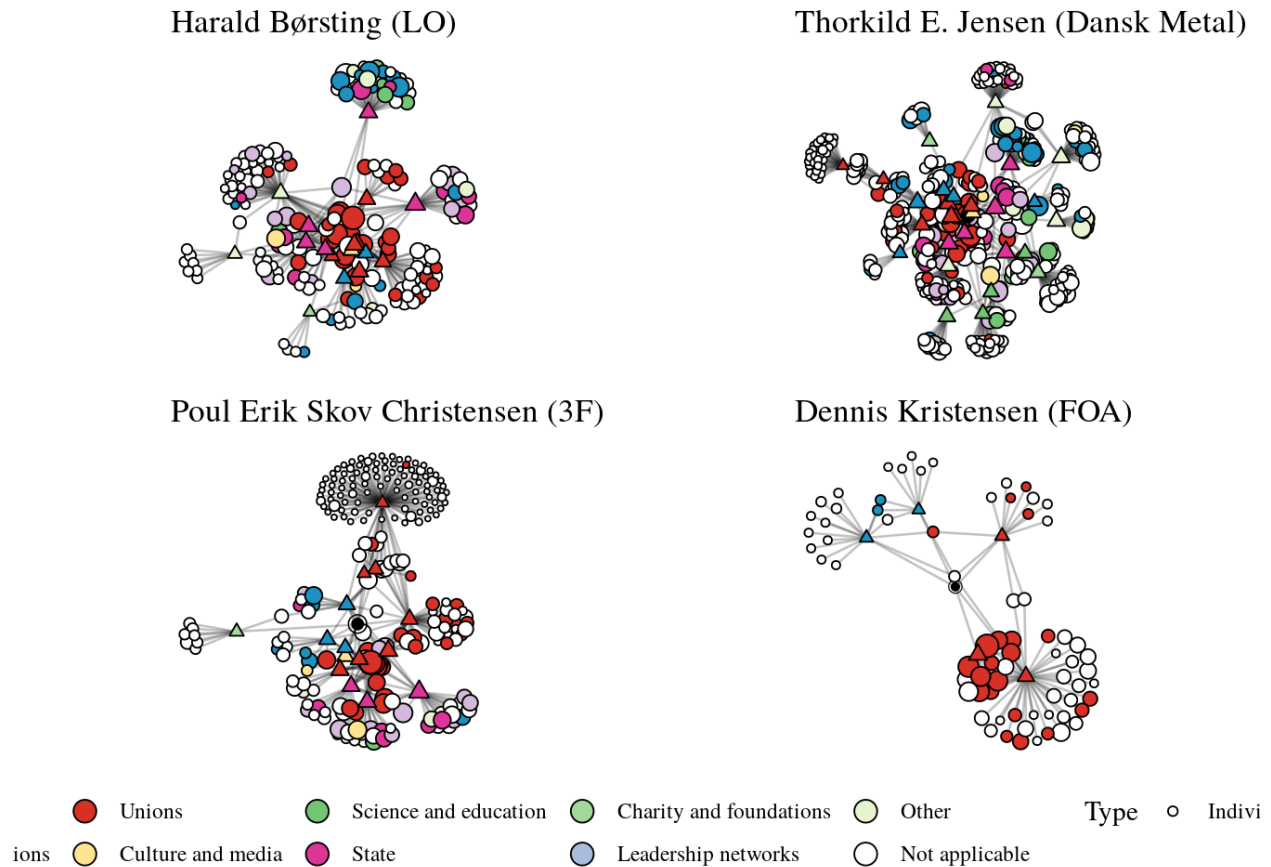 Harald Børsting (LO)
Thorkild E. Jensen (Dansk Metal)
Poul Erik Skov Christensen (3F)
Dennis Kristensen (FOA)
Unions Science and education Charity and foundations Other Type Indivi
ions Culture and media State Leadership networks Not applicable